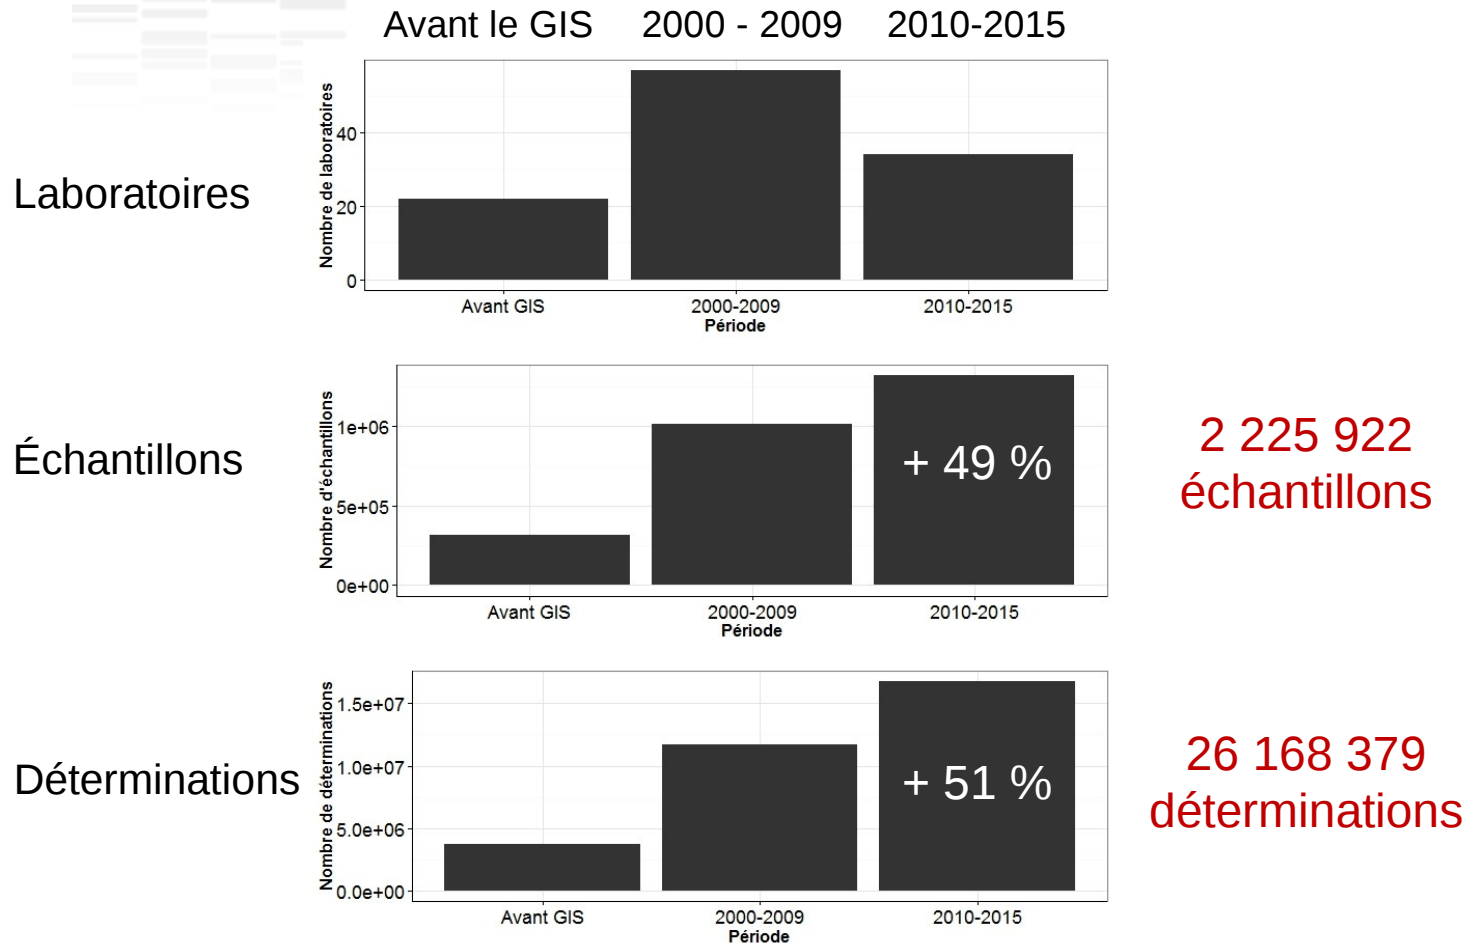 Avant le GIS 2000 - 2009 2010-2015
Laboratoires
Nombre de laboratoires
40
20
0
Avant GIS 2000-2009 2010-2015
Période
Échantillons
Nombre d'échantillons
1e+06
5e+05
0e+00
+ 49 %
Avant GIS 2000-2009 2010-2015
Période
2 225 922
échantillons
Déterminations
Nombre de déterminations
1.5e+07
1.0e+07
5.0e+06
0.0e+00
+ 51 %
Avant GIS 2000-2009 2010-2015
Période
26 168 379
déterminations